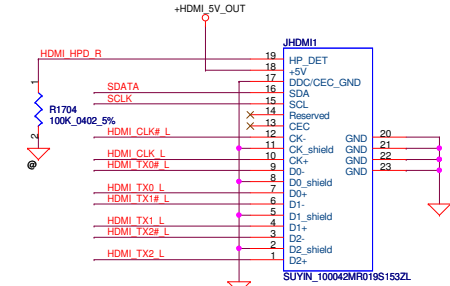 +HDMI_5V_OUT
JHDMI1
HDMI_HPD_R 19 HP_DET
18 +5V
17 DDC/CEC_GND
SDATA 16 SDA
SCLK 15 SCL
14 Reserved
13 CEC
HDMI_CLK#_L 12 CK- GND 20
11 CK_shield GND 21
HDMI_CLK_L 10 CK+ GND 22
HDMI_TX0#_L 9 D0- GND 23
8 D0_shield
HDMI_TX0_L 7 D0+
HDMI_TX1#_L 6 D1-
5 D1_shield
HDMI_TX1_L 4 D1+
HDMI_TX2#_L 3 D2-
2 D2_shield
HDMI_TX2_L 1 D2+
SUYIN_100042MR019S153ZL
1
R1704
100K_0402_5%
2
@